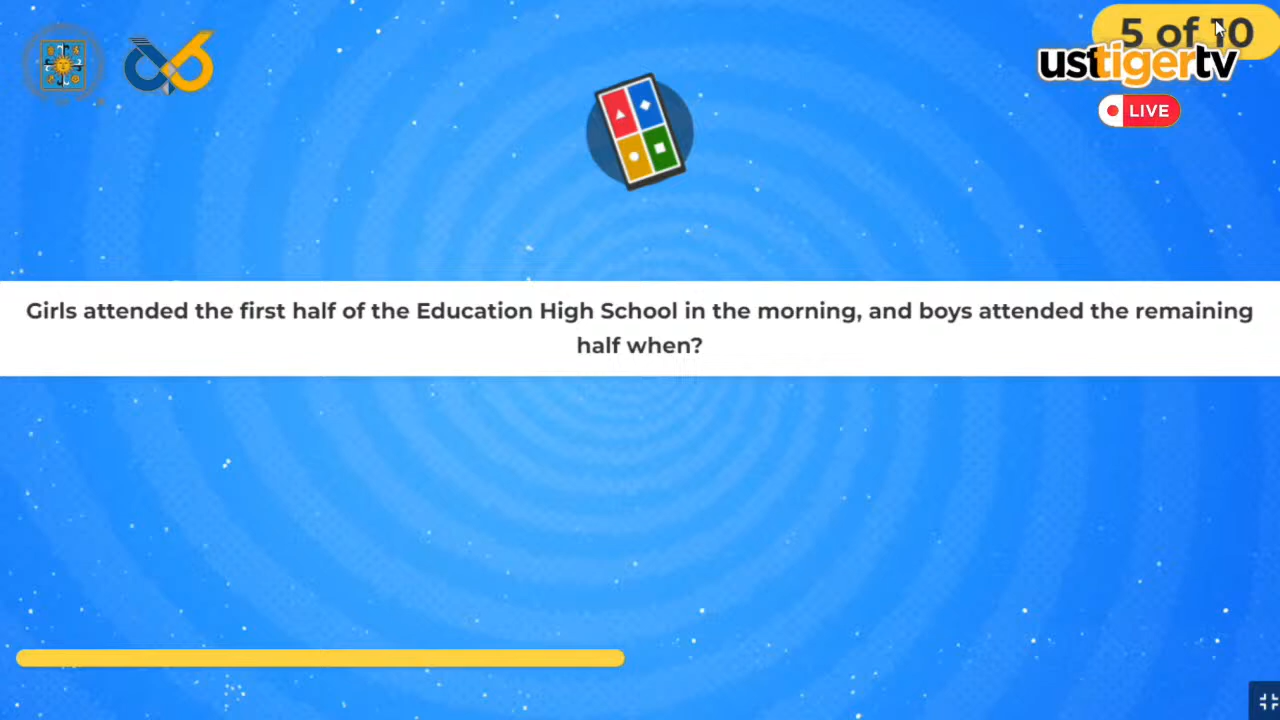 5 of 10
usttigertv
LIVE
Girls attended the first half of the Education High School in the morning, and boys attended the remaining
half when?